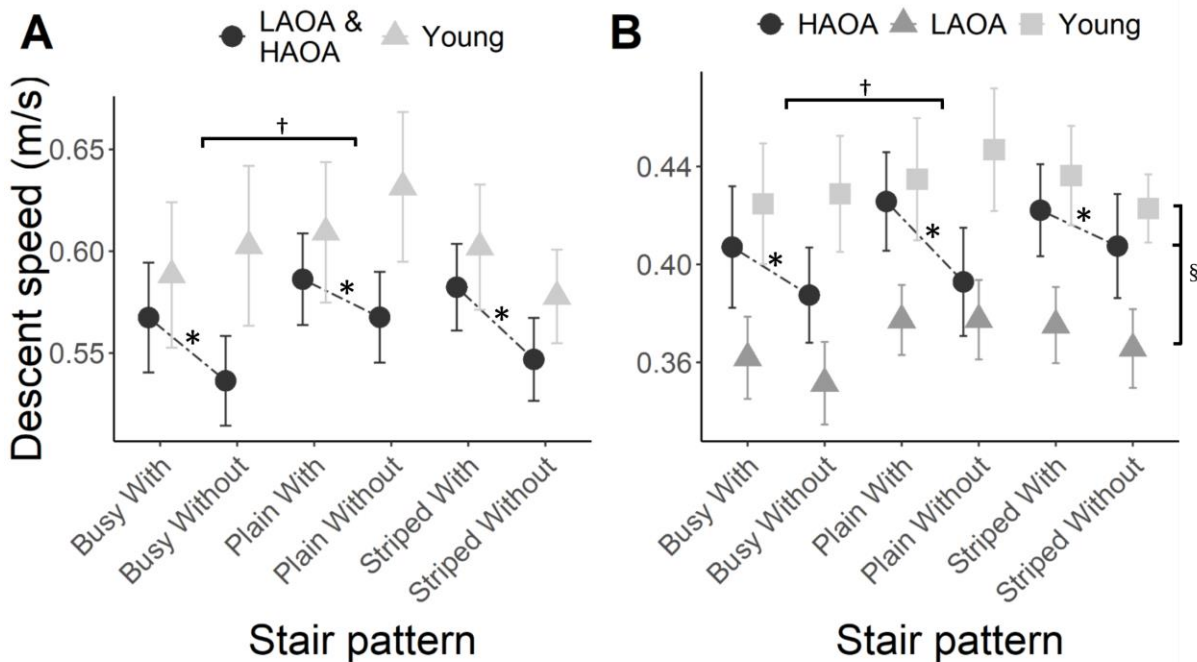 A
LAOA &
HAOA
Young
Descent speed (m/s)
0.65
0.60
0.55
†
*
*
*
Busy With
Busy Without
Plain With
Plain Without
Striped With
Striped Without
Stair pattern
B
HAOA
LAOA
Young
0.44
0.40
0.36
†
*
*
*
§
Busy With
Busy Without
Plain With
Plain Without
Striped With
Striped Without
Stair pattern